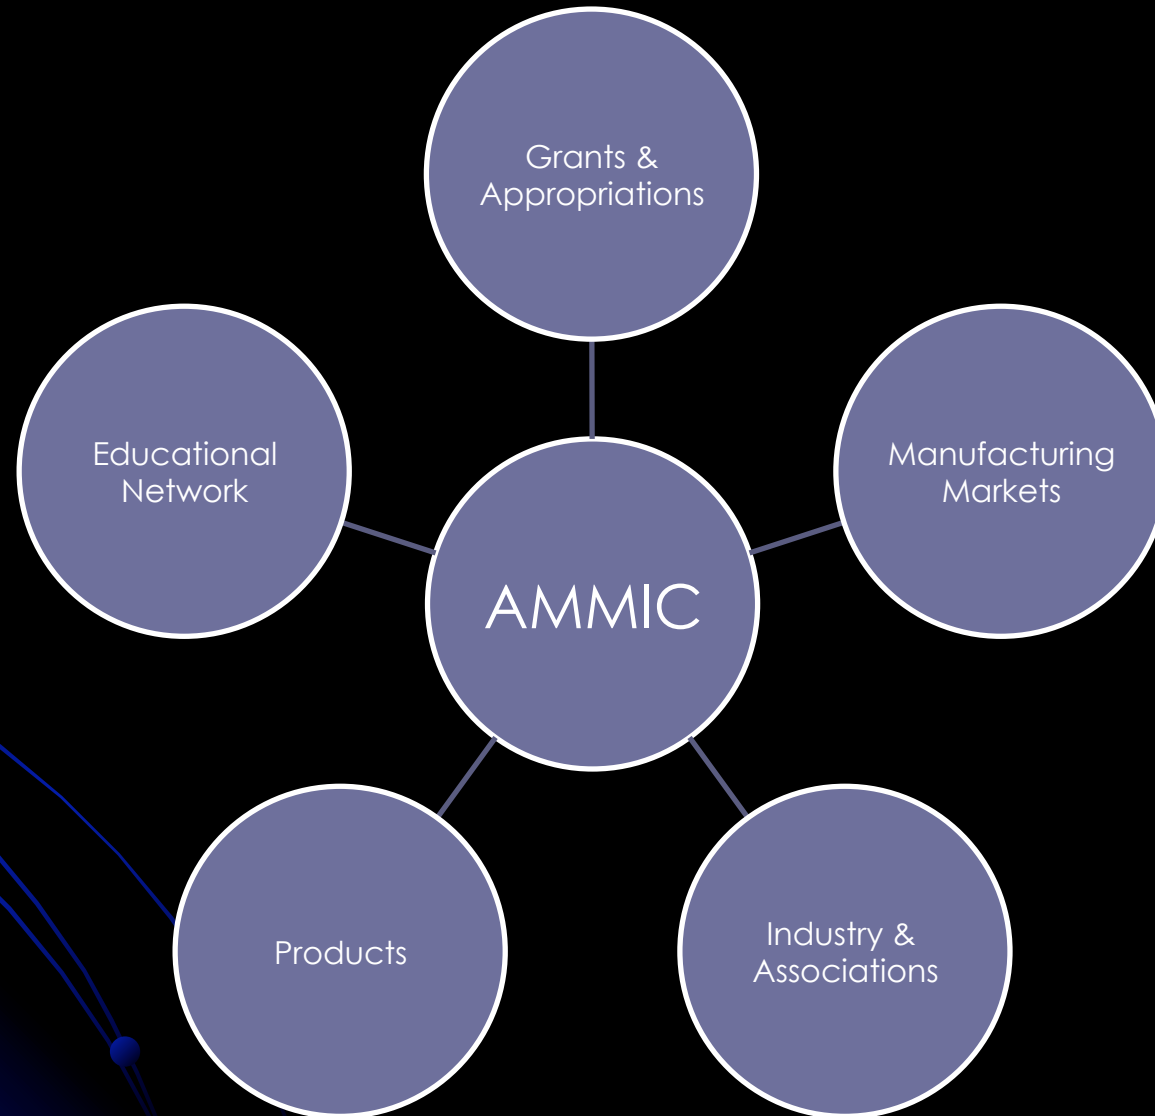 Grants &
Appropriations
Educational
Network
Manufacturing
Markets
AMMIC
Products
Industry &
Associations